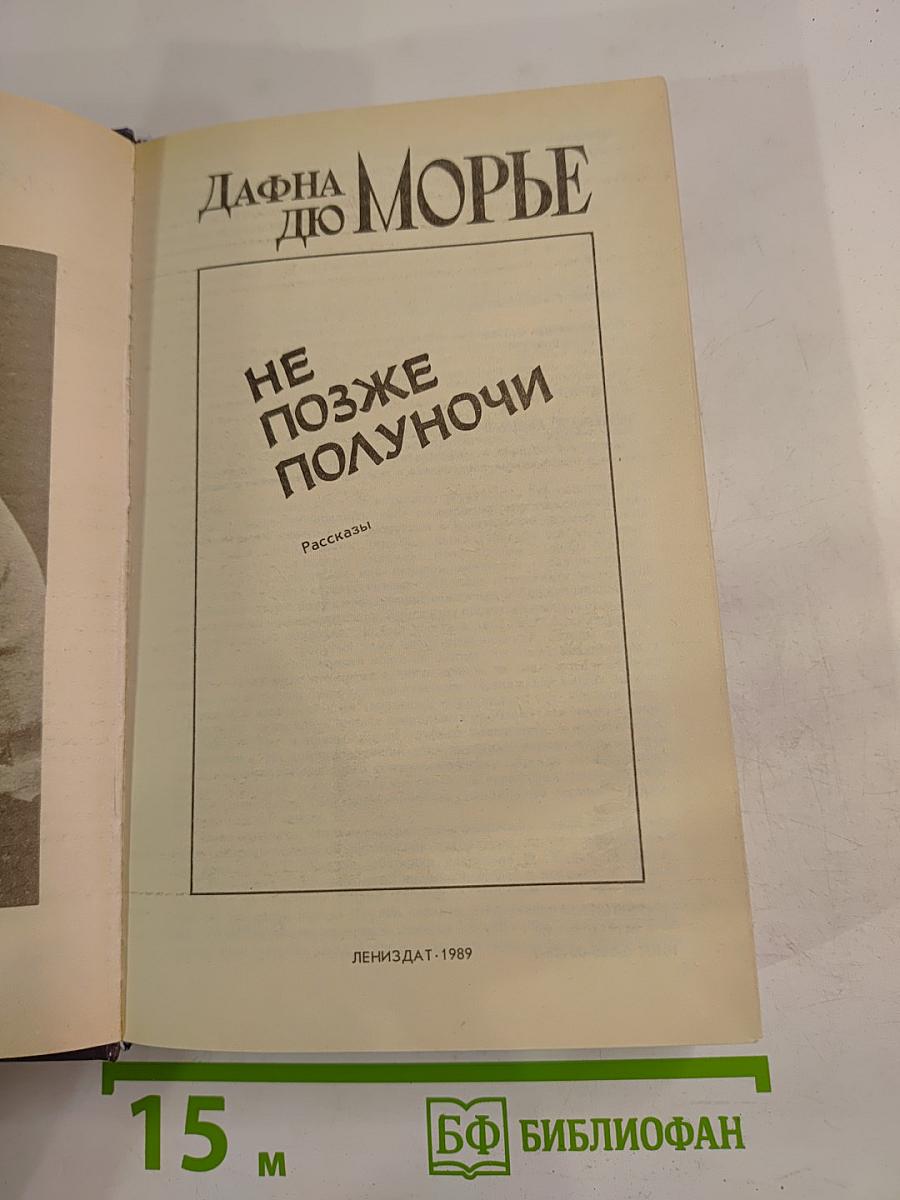 ДАФНА
ДЮ МОРЬЕ
НЕ
ПОЗЖЕ
ПОЛУНОЧИ
Рассказы
ЛЕНИЗДАТ·1989
15 м
БФ БИБЛИОФАН